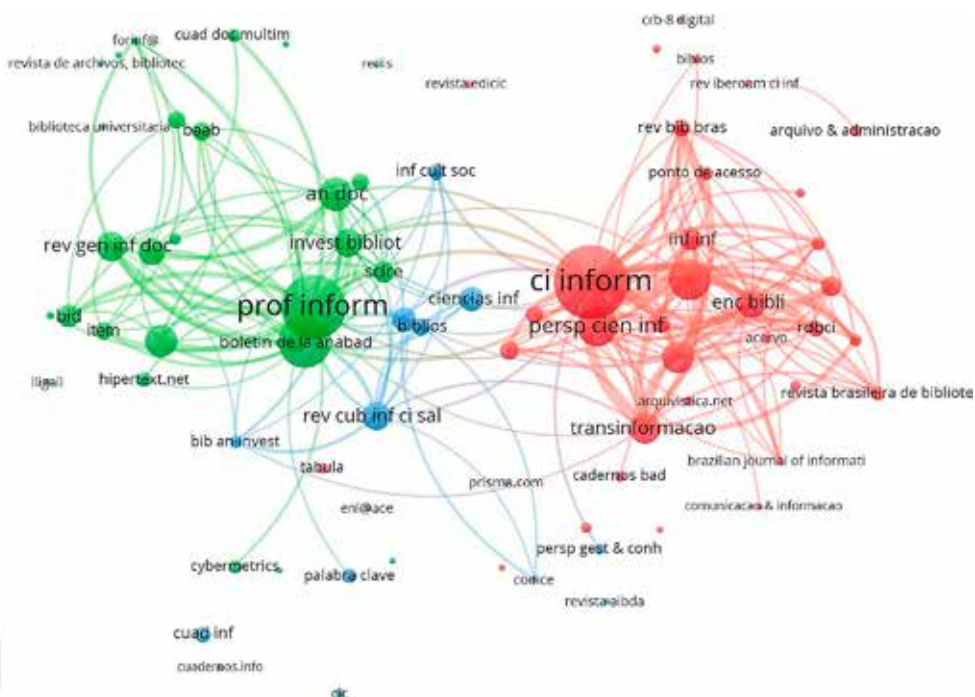 crb-8 digital
forinf@
cuad doc multim
biblios
revista de archivos, bibliotec
redis
revista edicic
rev iberoam ci inf
biblioteca universitaria
baab
rev bib bras
arquivo & administracao
inf cult soc
ponto de acesso
an doc
rev gen inf doc
invest bibliot
inf inf
scire
ci inform
prof inform
ciencias inf
enc bibli
bid
item
biblios
persp cien inf
rdbci
boletin de la anabad
acervo
hipertext.net
revista brasileira de bibliote
arquivistica.net
rev cub inf ci sal
transinformacao
bib an invest
tabula
cadernos bad
brazilian journal of informati
prisma.com
enl@ce
comunicacao & informacao
persp gest & conh
cybermetrics
palabra clave
corice
revista aibda
cuad inf
cuadernos.info